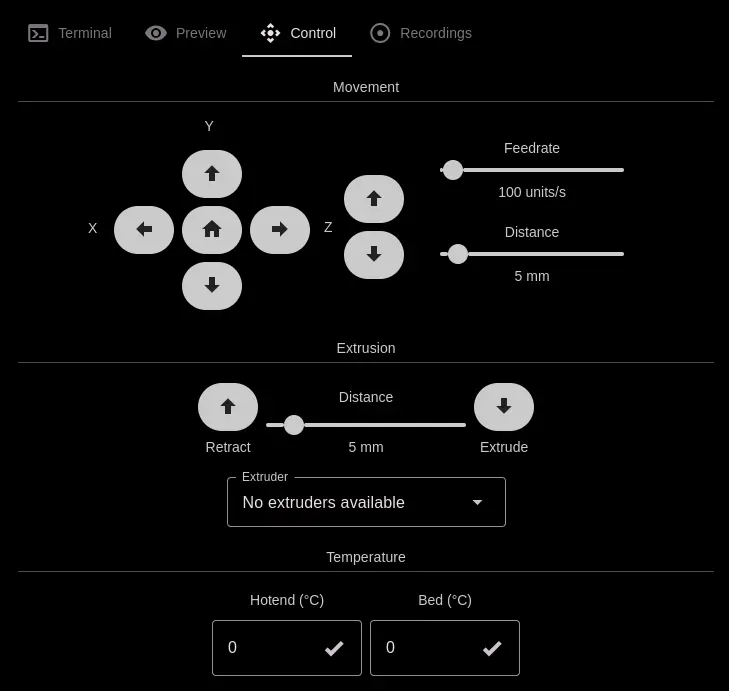 Terminal Preview Control Recordings
Movement
Y
X
Z
Feedrate
100 units/s
Distance
5 mm
Extrusion
Retract
Distance
5 mm
Extrude
Extruder
No extruders available
Temperature
Hotend (°C) Bed (°C)
0 0